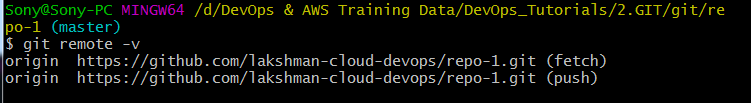 Sony@Sony-PC MINGW64 /d/DevOps & AWS Training Data/DevOps_Tutorials/2.GIT/git/re
po-1 (master)
$ git remote -v
origin  https://github.com/lakshman-cloud-devops/repo-1.git (fetch)
origin  https://github.com/lakshman-cloud-devops/repo-1.git (push)